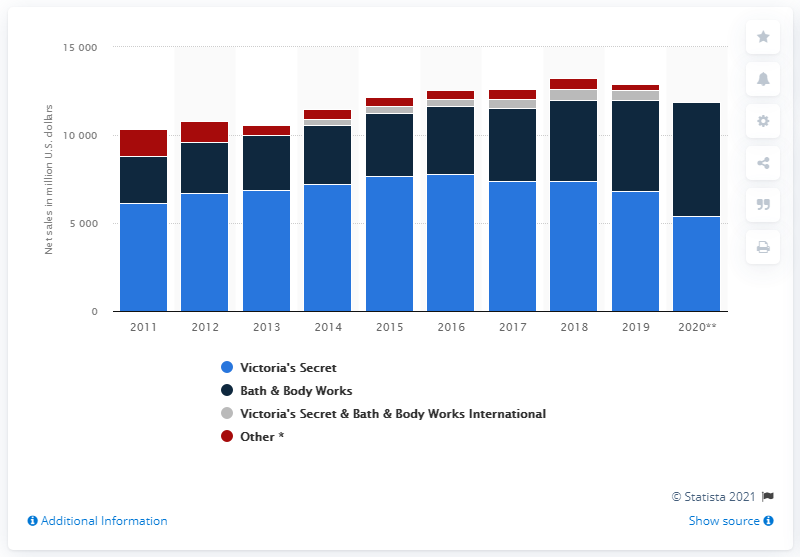 15 000
10 000
5 000
0
Net sales in million U.S. dollars
2011 2012 2013 2014 2015 2016 2017 2018 2019 2020**
Victoria's Secret
Bath & Body Works
Victoria's Secret & Bath & Body Works International
Other *
© Statista 2021
Additional Information
Show source